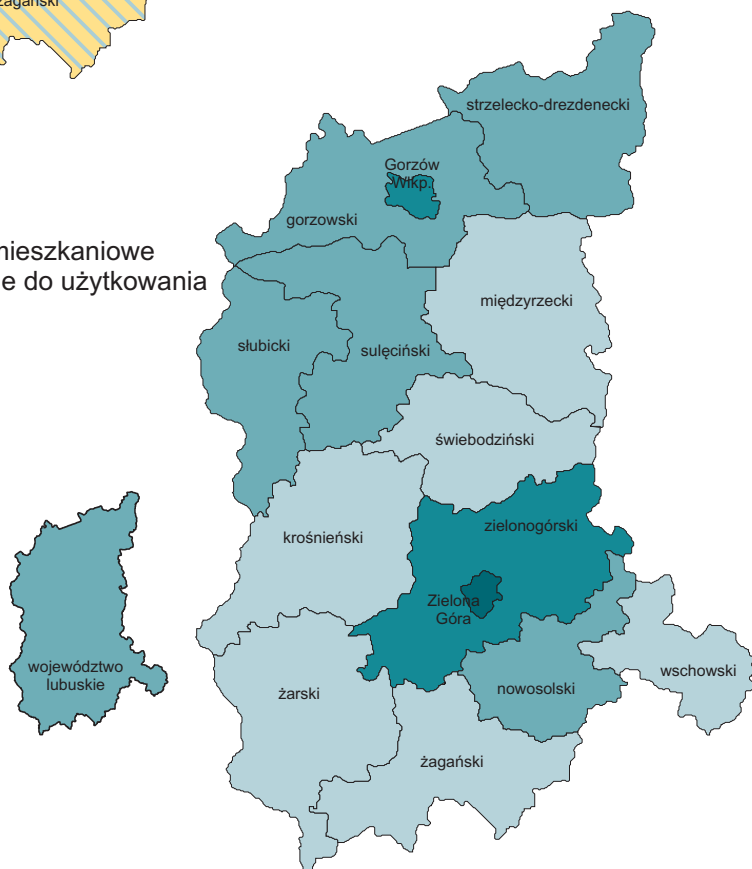 żagański
strzelecko-drezdenecki
Gorzów
Wlkp.
gorzowski
mieszkaniowe
e do użytkowania
międzyrzecki
słubicki
sulęciński
świebodziński
zielonogórski
krośnieński
Zielona
Góra
województwo
lubuskie
wschowski
nowosolski
żarski
żagański